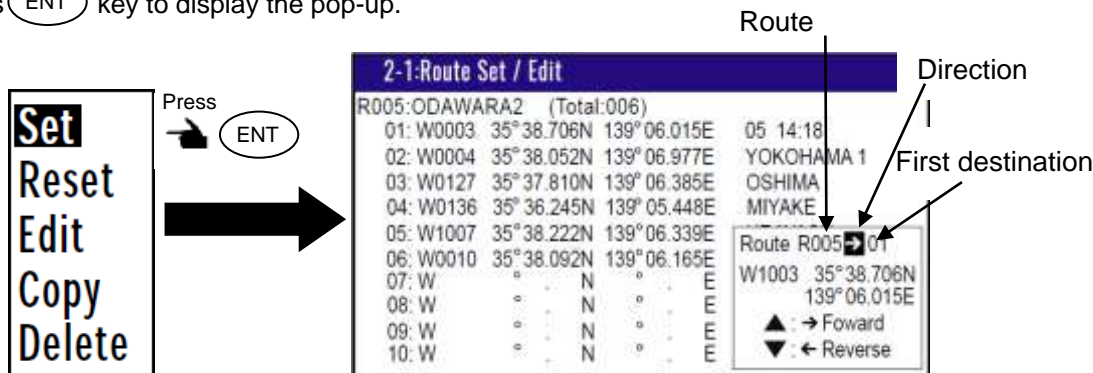 ENT key to display the pop-up.
Route
Direction
First destination
Set
Reset
Edit
Copy
Delete
Press
ENT
2-1:Route Set / Edit
R005:ODAWARA2 (Total:006)
01: W0003 35°38.706N 139°06.015E 05 14:18
02: W0004 35°38.052N 139°06.977E YOKOHAMA 1
03: W0127 35°37.810N 139°06.385E OSHIMA
04: W0136 35°36.245N 139°05.448E MIYAKE
05: W1007 35°38.222N 139°06.339E
06: W0010 35°38.092N 139°06.165E
07: W ° . N ° . E
08: W ° . N ° . E
09: W ° . N ° . E
10: W ° . N ° . E
Route R005→01
W1003 35°38.706N
139°06.015E
▲ : → Foward
▼ : ← Reverse